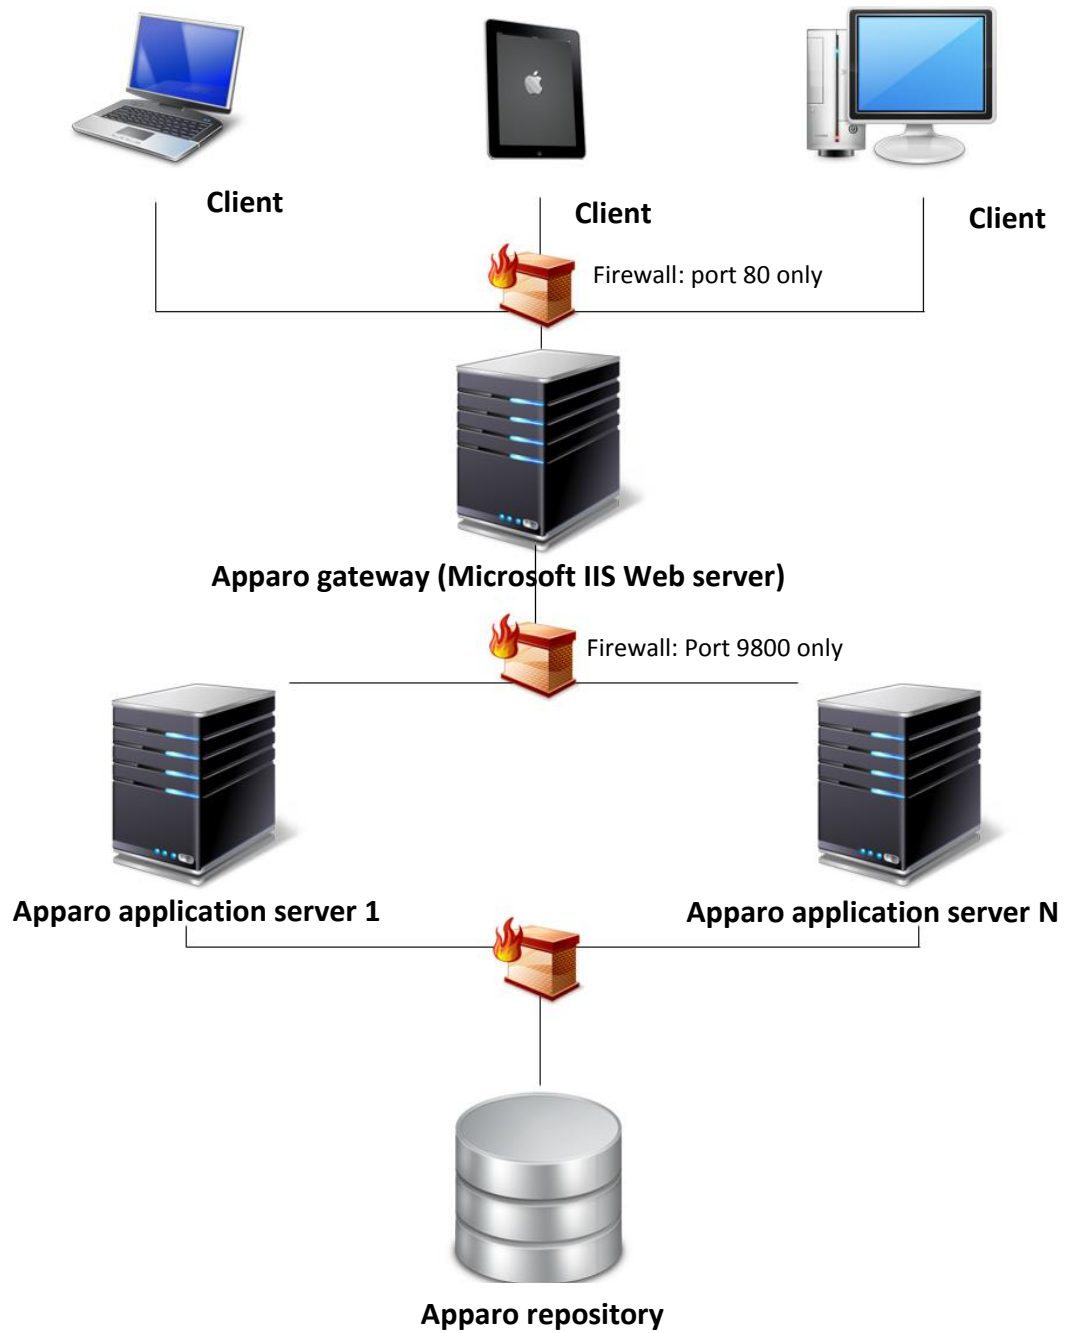 Client
Client
Client
Firewall: port 80 only
Apparo gateway (Microsoft IIS Web server)
Firewall: Port 9800 only
Apparo application server 1
Apparo application server N
Apparo repository